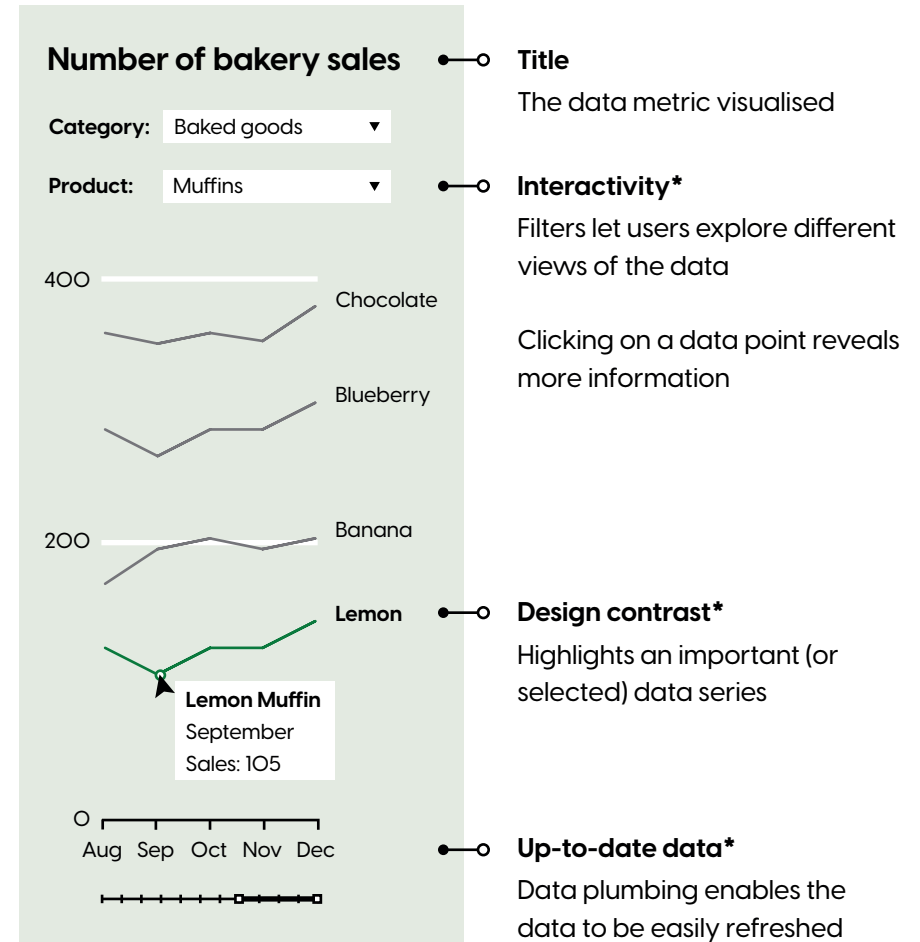 Number of bakery sales
Category: Baked goods
Product: Muffins
400
Chocolate
Blueberry
200
Banana
Lemon
Lemon Muffin
September
Sales: 105
0
Aug Sep Oct Nov Dec
Title
The data metric visualised
Interactivity*
Filters let users explore different
views of the data
Clicking on a data point reveals
more information
Design contrast*
Highlights an important (or
selected) data series
Up-to-date data*
Data plumbing enables the
data to be easily refreshed